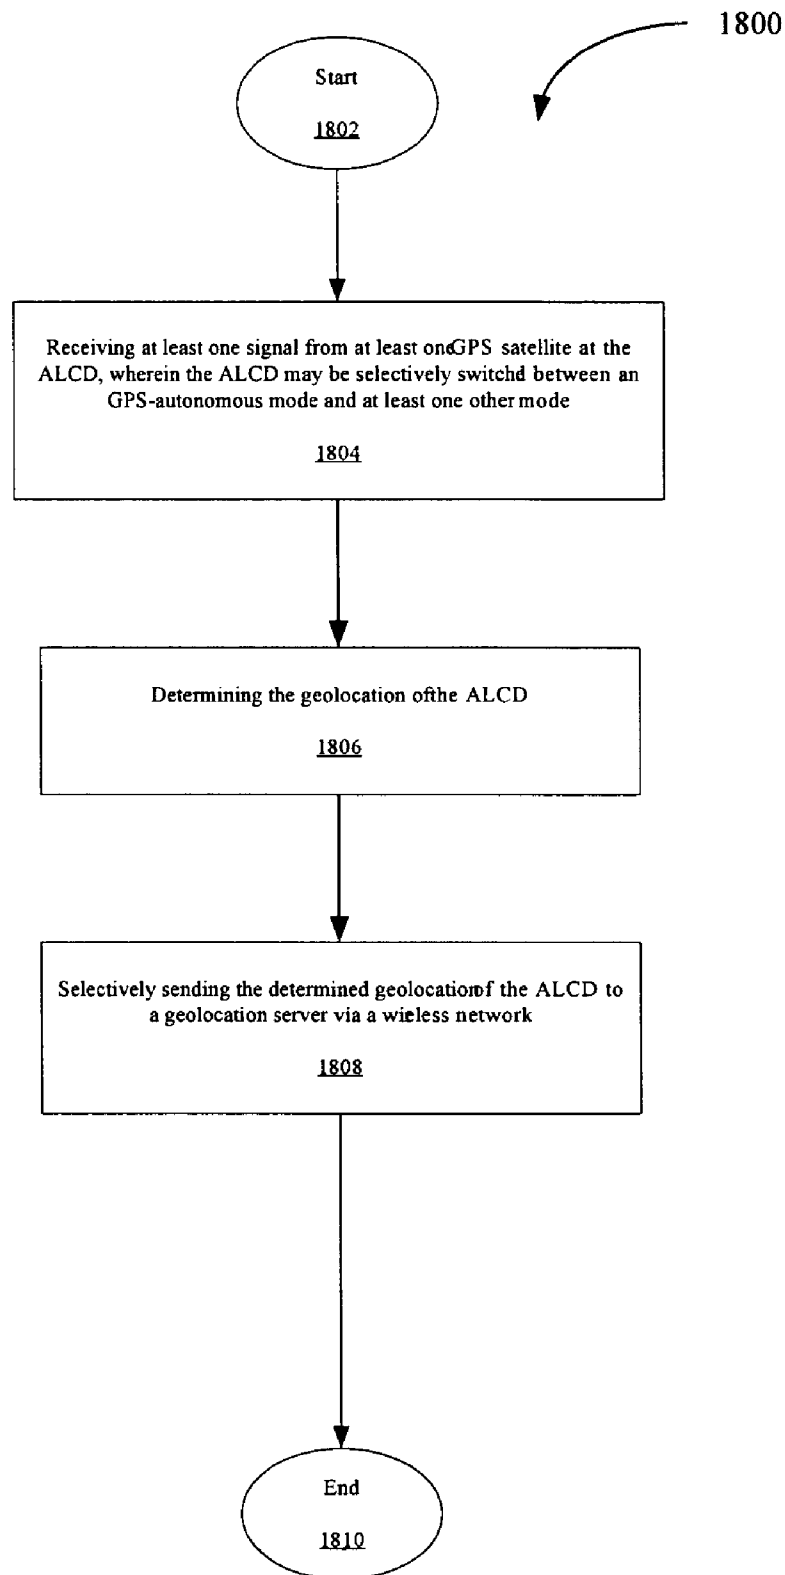 1800
Start
1802
Receiving at least one signal from at least oneGPS satellite at the
ALCD, wherein the ALCD may be selectively switchd between an
GPS-autonomous mode and at least one other mode
1804
Determining the geolocation ofthe ALCD
1806
Selectively sending the determined geolocationof the ALCD to
a geolocation server via a wieless network
1808
End
1810